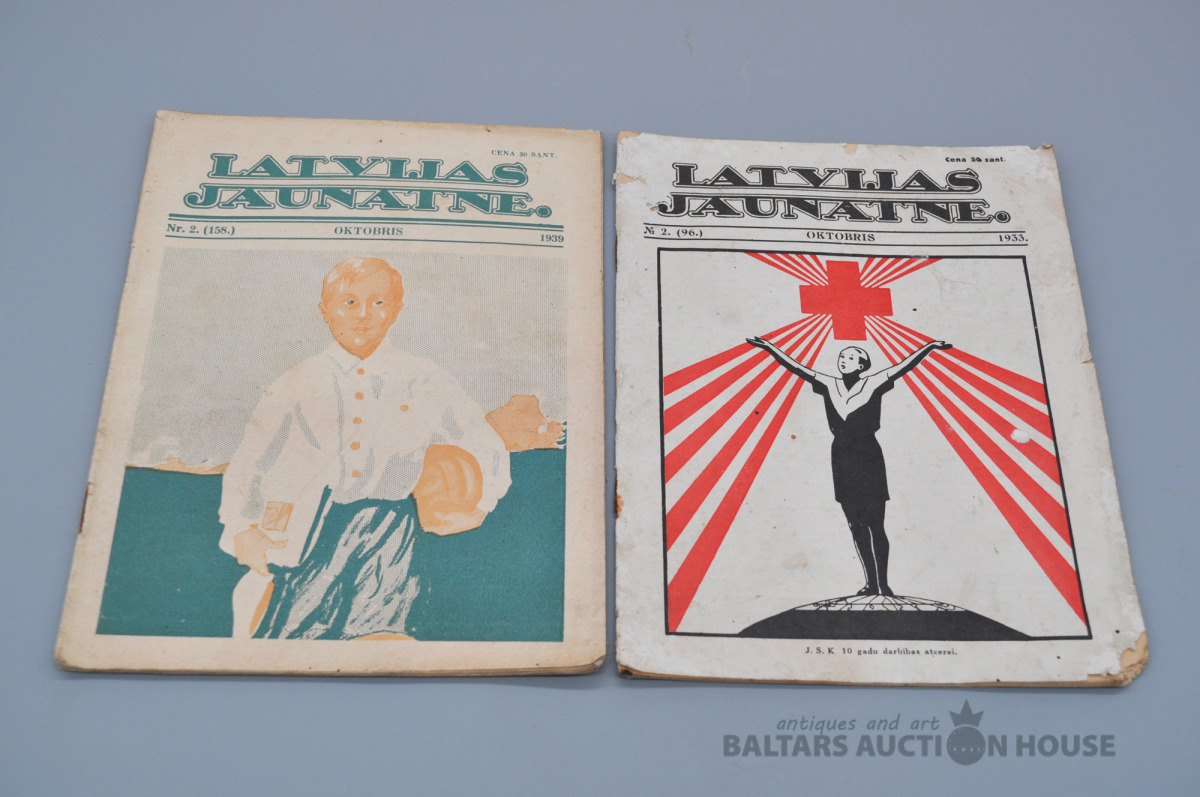 CENA 30 SANT.
LATVIJAS
JAUNATNE.
Nr. 2. (158.) OKTOBRIS 1939
Cena 30 sant.
LATVIJAS
JAUNATNE.
№ 2. (96.) OKTOBRIS 1933.
J. S. K. 10 gadu darbības atcerei.
antiques and art
BALTARS AUCTION HOUSE